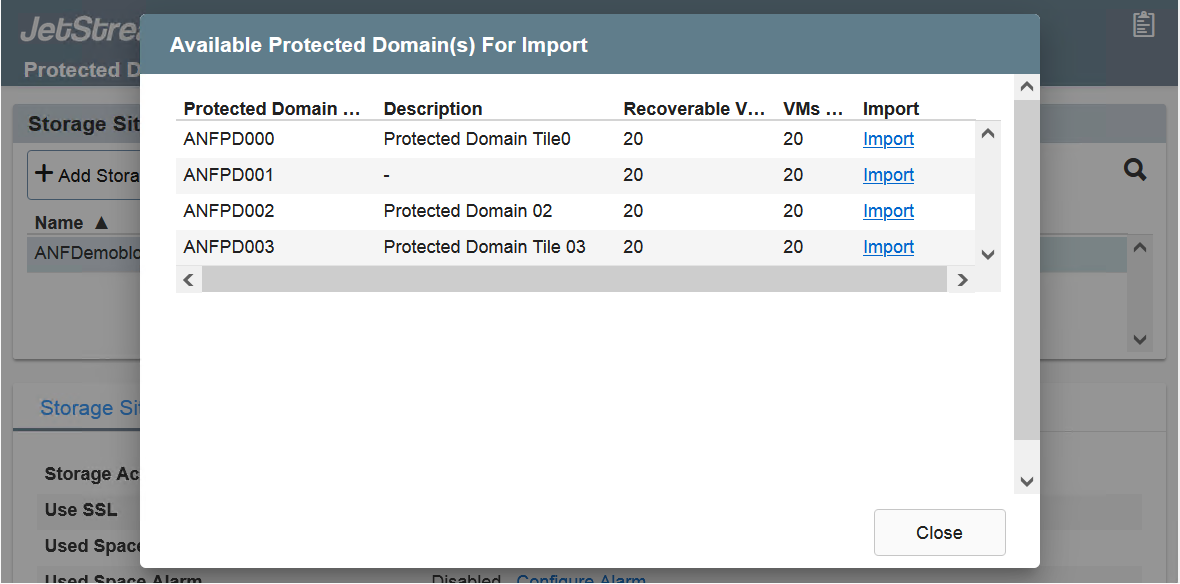 JetStrea
Protected D
Available Protected Domain(s) For Import
Storage Sit
+ Add Stora
Name ▲
ANFDemoblo
Protected Domain ... Description Recoverable V... VMs ... Import
ANFPD000 Protected Domain Tile0 20 20 Import
ANFPD001 - 20 20 Import
ANFPD002 Protected Domain 02 20 20 Import
ANFPD003 Protected Domain Tile 03 20 20 Import
Storage Sit
Storage Ac
Use SSL
Used Space
Used Space Alarm Disabled Configure Alarm
Close